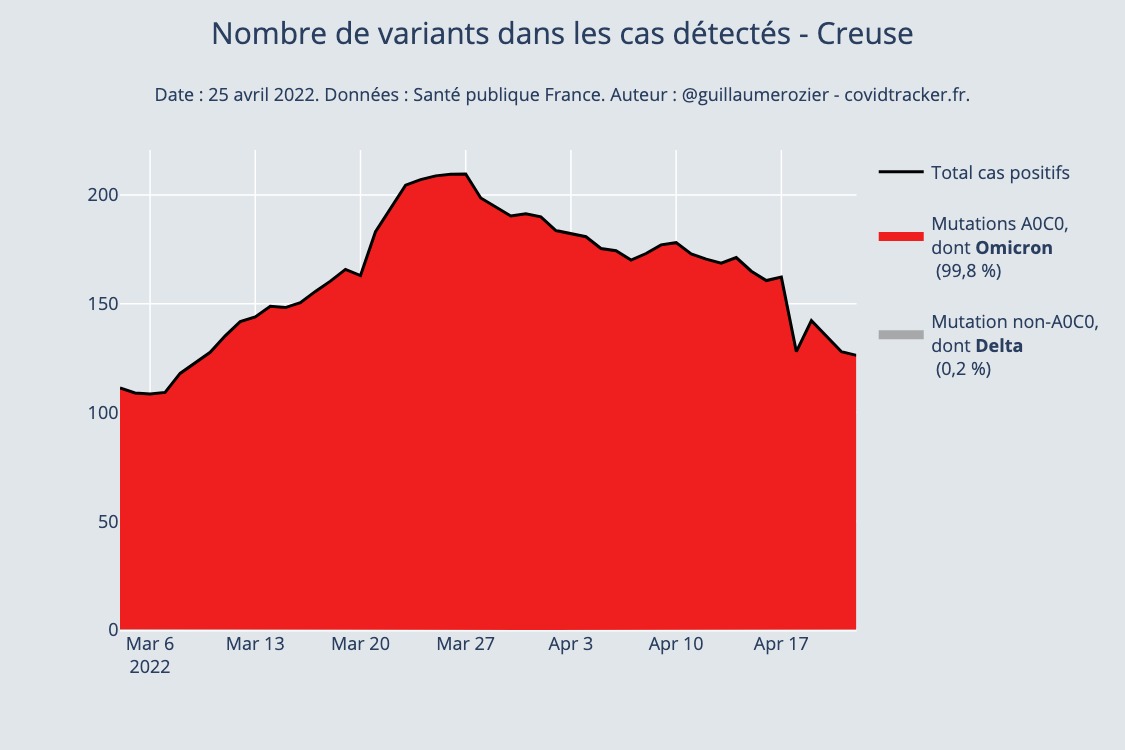 Nombre de variants dans les cas détectés - Creuse
Date : 25 avril 2022. Données : Santé publique France. Auteur : @guillaumerozier - covidtracker.fr.
200
150
100
50
0
Mar 6
2022
Mar 13
Mar 20
Mar 27
Apr 3
Apr 10
Apr 17
Total cas positifs
Mutations A0C0,
dont Omicron
(99,8 %)
Mutation non-A0C0,
dont Delta
(0,2 %)